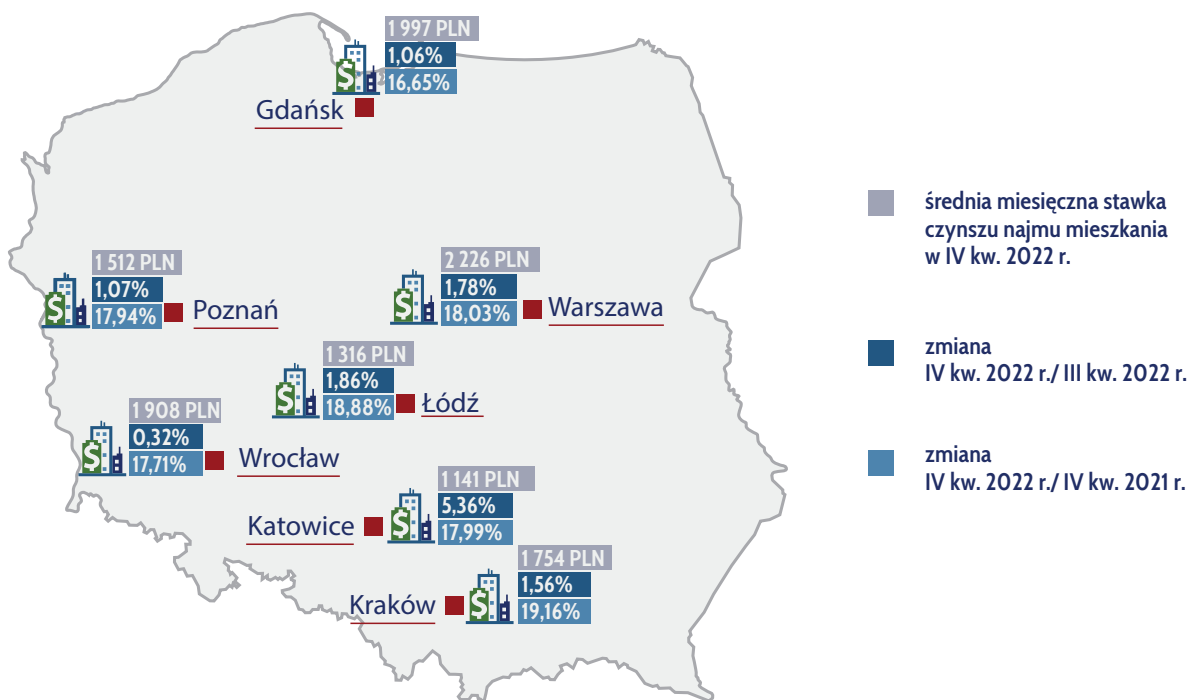 1 997 PLN
1,06%
16,65%
Gdańsk
1 512 PLN
1,07%
17,94%
Poznań
2 226 PLN
1,78%
18,03%
Warszawa
1 316 PLN
1,86%
18,88%
Łódź
1 908 PLN
0,32%
17,71%
Wrocław
1 141 PLN
5,36%
17,99%
Katowice
1 754 PLN
1,56%
19,16%
Kraków
średnia miesięczna stawka
czynszu najmu mieszkania
w IV kw. 2022 r.
zmiana
IV kw. 2022 r./ III kw. 2022 r.
zmiana
IV kw. 2022 r./ IV kw. 2021 r.